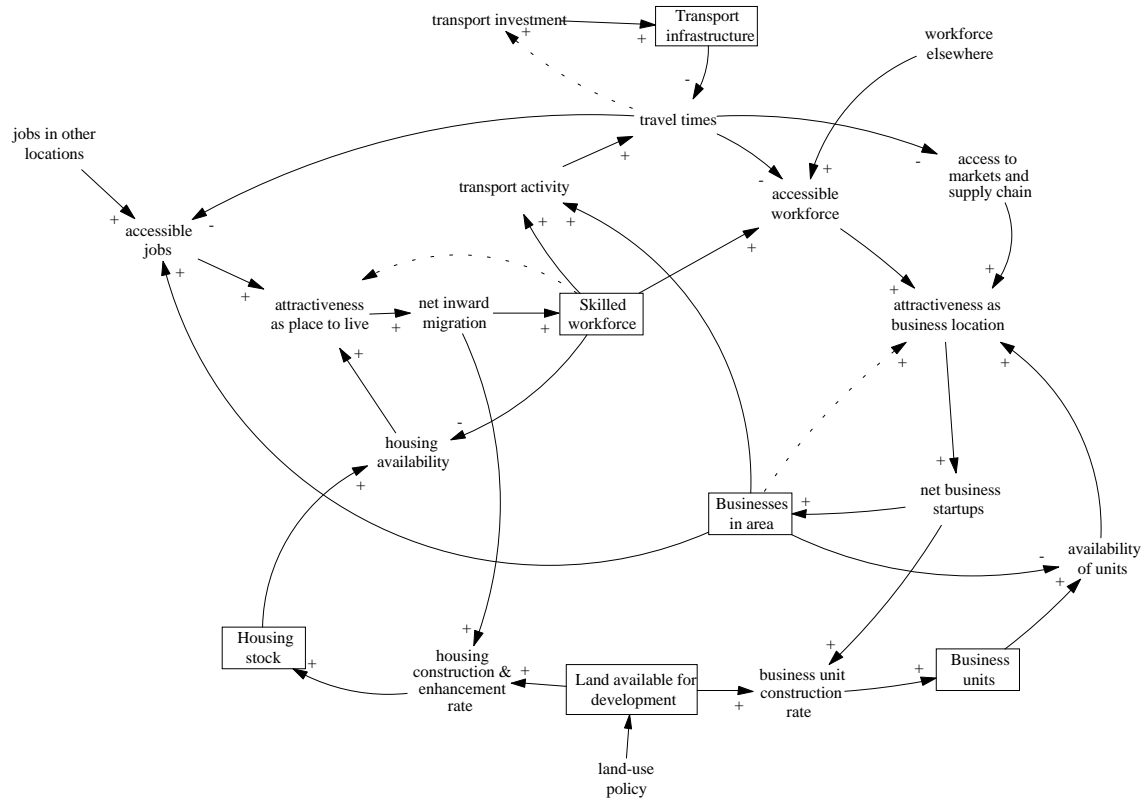 transport investment
+
+
Transport
infrastructure
workforce
elsewhere
-
travel times
jobs in other
locations
+
-
access to
markets and
supply chain
transport activity
-
+
accessible
workforce
+
-
accessible
jobs
+
+
+
+
+
+
attractiveness
as place to live
net inward
migration
Skilled
workforce
+
+
+
+
attractiveness as
business location
+
+
+
-
housing
availability
+
+
net business
startups
Businesses
in area
+
-
availability
of units
+
+
Housing
stock
+
housing
construction &
enhancement
rate
+
Land available for
development
+
+
business unit
construction
rate
+
Business
units
land-use
policy